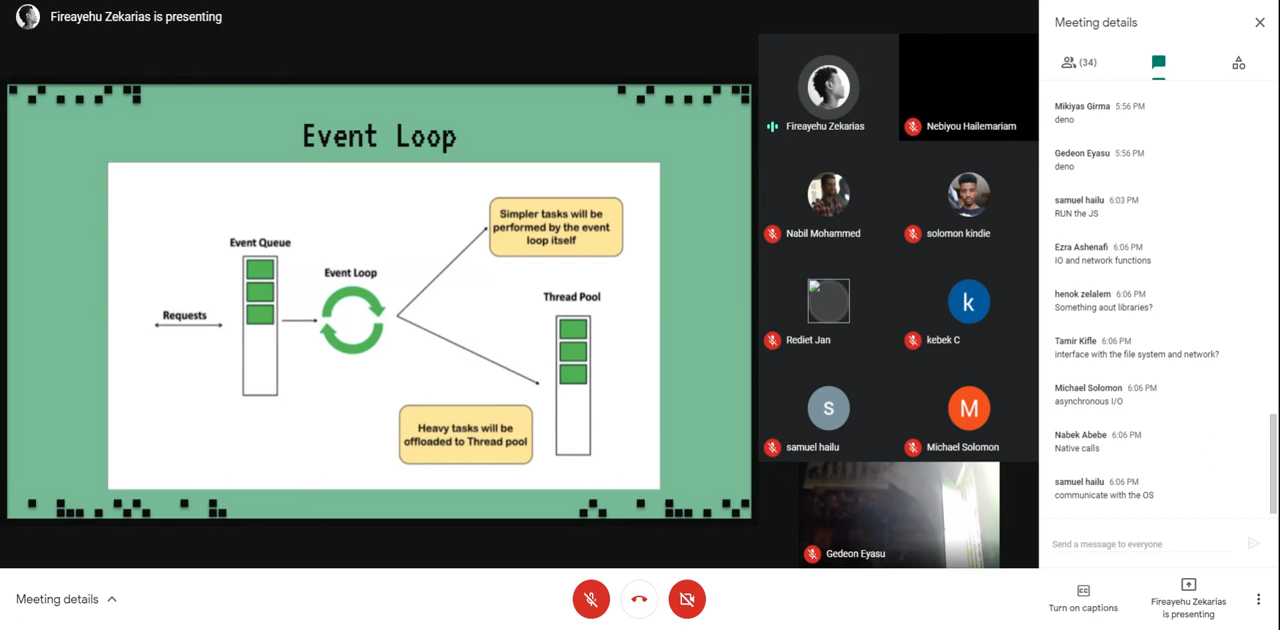 Fireayehu Zekarias is presenting
Event Loop
Event Queue
Event Loop
Requests
Simpler tasks will be
performed by the event
loop itself
Thread Pool
Heavy tasks will be
offloaded to Thread pool
Fireayehu Zekarias
Nebiyou Hailemariam
Nabil Mohammed
solomon kindie
Rediet Jan
k
kebek C
s
samuel hailu
M
Michael Solomon
Gedeon Eyasu
Meeting details
(34)
Mikiyas Girma 5:56 PM
deno
Gedeon Eyasu 5:56 PM
deno
samuel hailu 6:03 PM
RUN the JS
Ezra Ashenafi 6:06 PM
IO and network functions
henok zelalem 6:06 PM
Something aout libraries?
Tamir Kifle 6:06 PM
interface with the file system and network?
Michael Solomon 6:06 PM
asynchronous I/O
Nabek Abebe 6:06 PM
Native calls
samuel hailu 6:06 PM
communicate with the OS
Send a message to everyone
Meeting details
CC
Turn on captions
Fireayehu Zekarias
is presenting